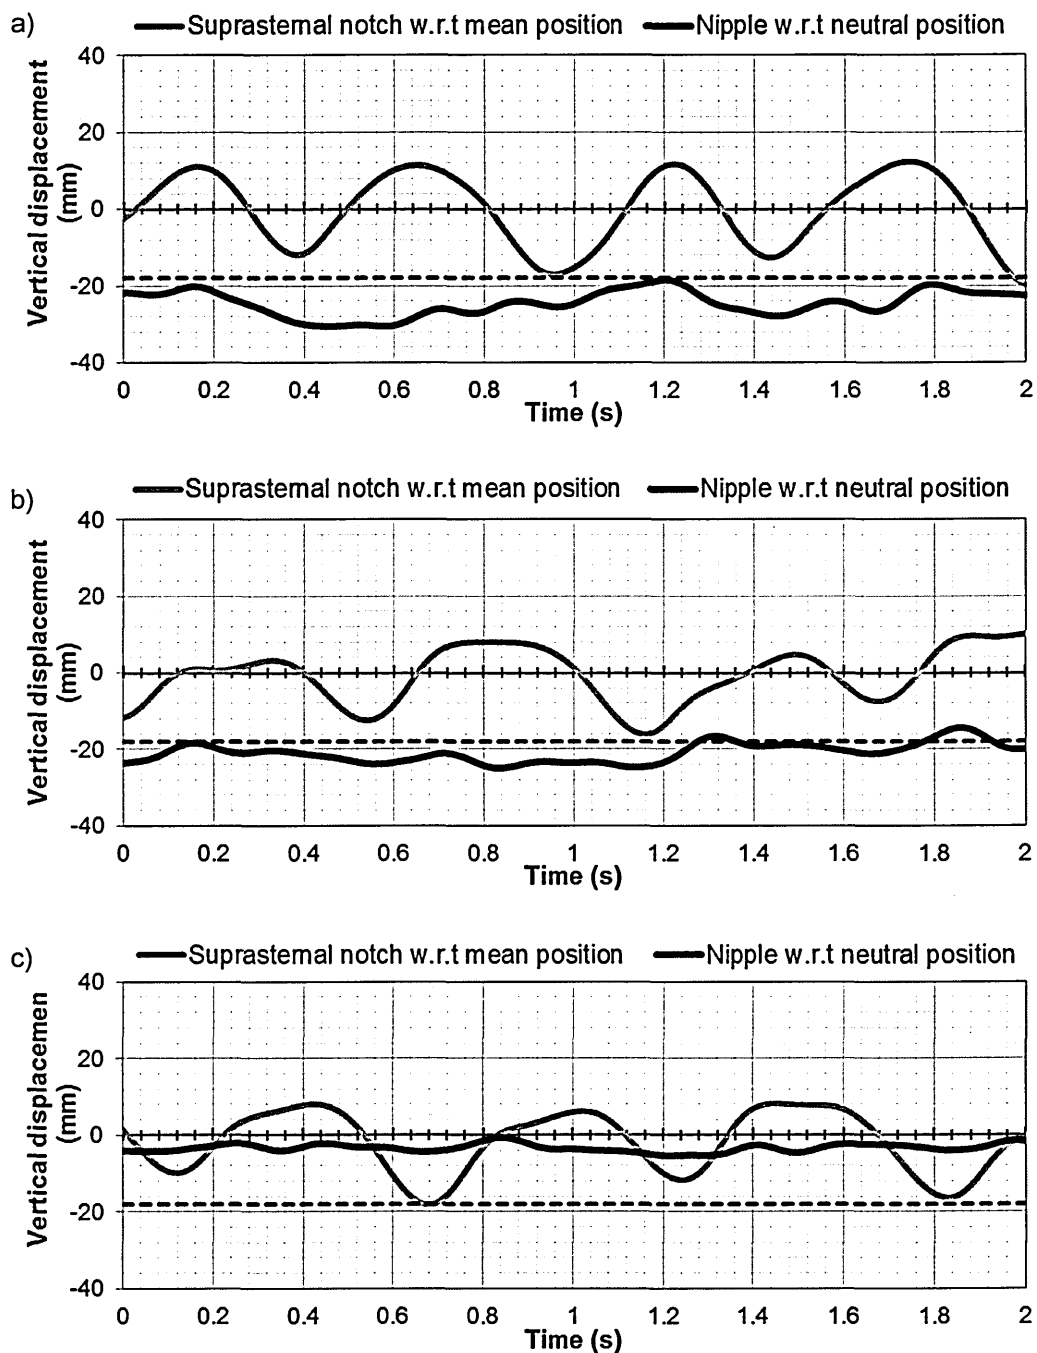 a)
Suprasternal notch w.r.t mean position Nipple w.r.t neutral position
Vertical displacement
(mm)
40
20
0
-20
-40
0 0.2 0.4 0.6 0.8 1 1.2 1.4 1.6 1.8 2
Time (s)
b)
Suprasternal notch w.r.t mean position Nipple w.r.t neutral position
Vertical displacement
(mm)
40
20
0
-20
-40
0 0.2 0.4 0.6 0.8 1 1.2 1.4 1.6 1.8 2
Time (s)
c)
Suprasternal notch w.r.t mean position Nipple w.r.t neutral position
Vertical displacemen
(mm)
40
20
0
-20
-40
0 0.2 0.4 0.6 0.8 1 1.2 1.4 1.6 1.8 2
Time (s)